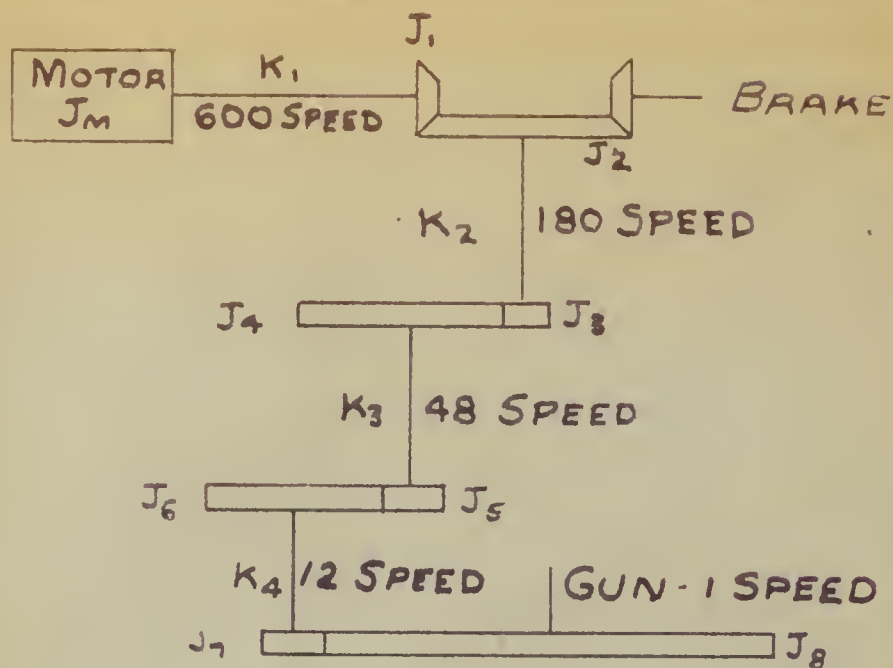 J1
MOTOR
JM
K1
600 SPEED
BRAKE
J2
K2 180 SPEED
J4
J3
K3 48 SPEED
J6
J5
K4 12 SPEED
GUN - 1 SPEED
J7
J8